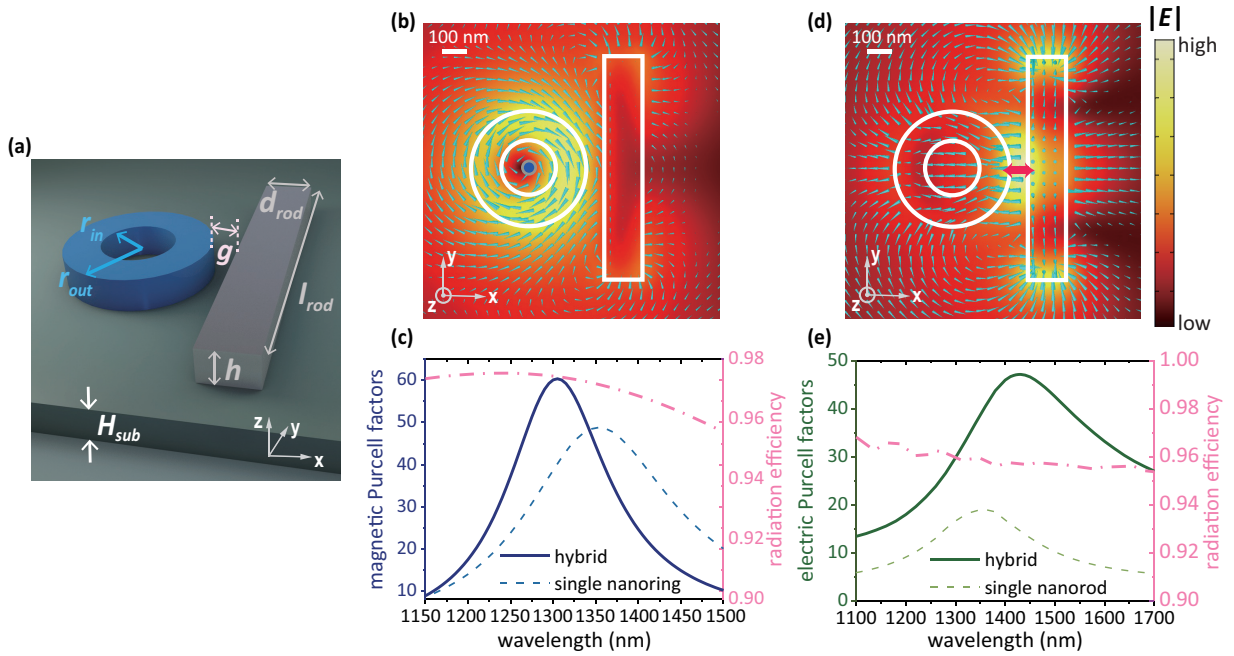 (a)
r_in
r_out
g
d_rod
l_rod
h
H_sub
z
y
x
(b)
100 nm
y
z
x
(d)
100 nm
y
z
x
|E|
high
low
(c)
magnetic Purcell factors
60
50
40
30
20
10
hybrid
single nanoring
1150 1200 1250 1300 1350 1400 1450 1500
wavelength (nm)
0.98
0.96
0.94
0.92
0.90
radiation efficiency
(e)
electric Purcell factors
50
40
30
20
10
0
hybrid
single nanorod
1100 1200 1300 1400 1500 1600 1700
wavelength (nm)
1.00
0.98
0.96
0.94
0.92
0.90
radiation efficiency